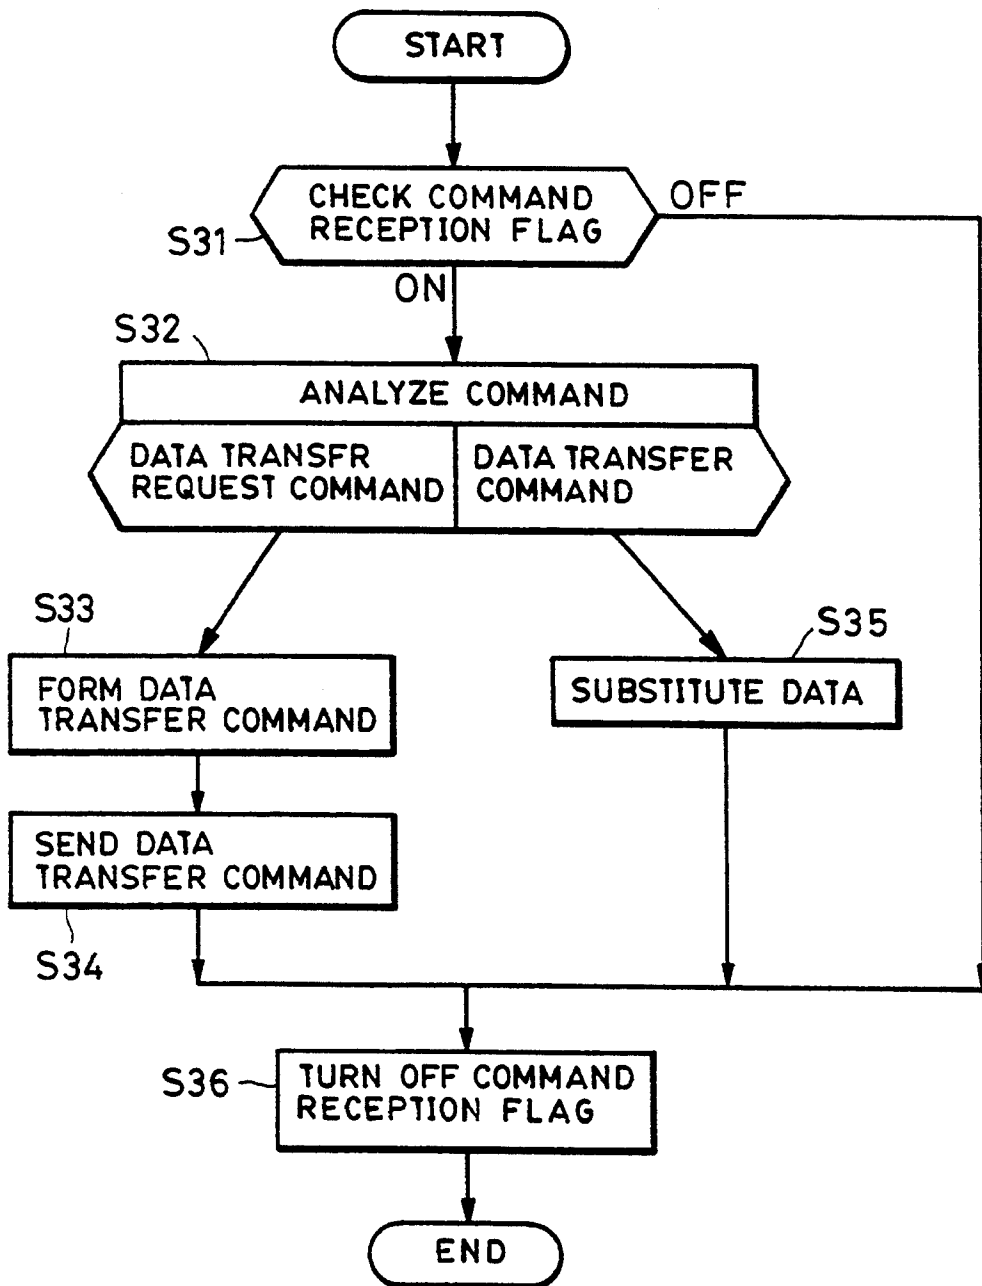 START
CHECK COMMAND
RECEPTION FLAG
OFF
S31
ON
S32
ANALYZE COMMAND
DATA TRANSFR
REQUEST COMMAND
DATA TRANSFER
COMMAND
S33
FORM DATA
TRANSFER COMMAND
S35
SUBSTITUTE DATA
SEND DATA
TRANSFER COMMAND
S34
S36
TURN OFF COMMAND
RECEPTION FLAG
END